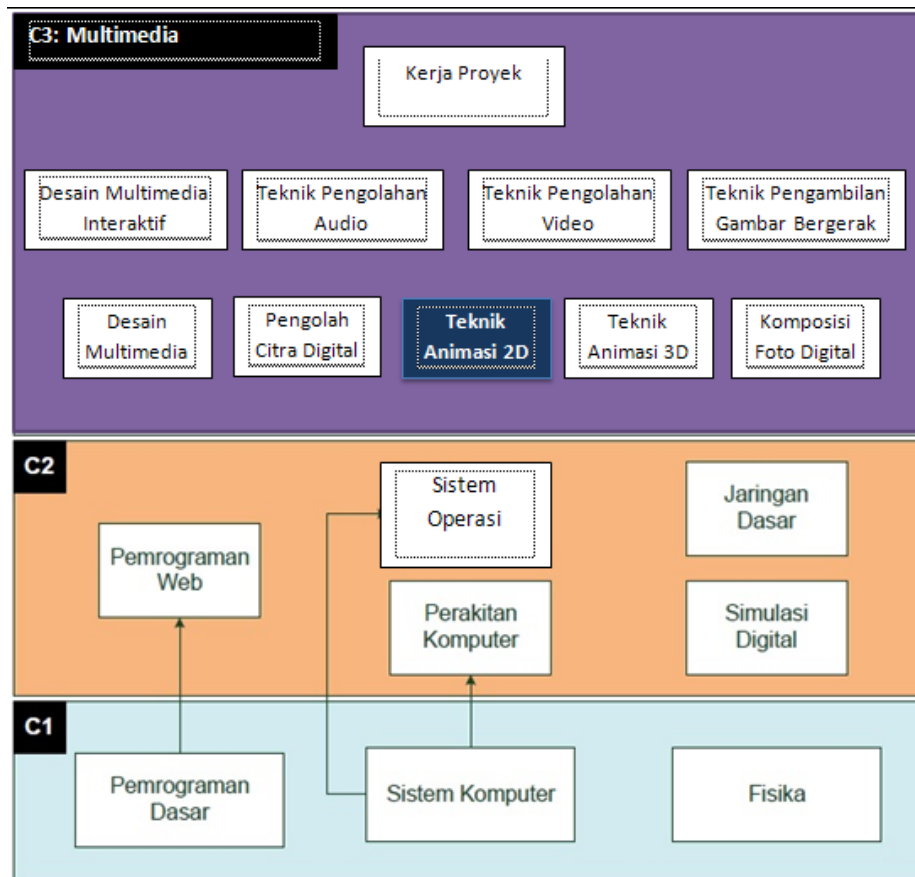 C3: Multimedia
Kerja Proyek
Desain Multimedia
Interaktif
Teknik Pengolahan
Audio
Teknik Pengolahan
Video
Teknik Pengambilan
Gambar Bergerak
Desain
Multimedia
Pengolah
Citra Digital
Teknik
Animasi 2D
Teknik
Animasi 3D
Komposisi
Foto Digital
C2
Sistem
Operasi
Jaringan
Dasar
Pemrograman
Web
Perakitan
Komputer
Simulasi
Digital
C1
Pemrograman
Dasar
Sistem Komputer
Fisika